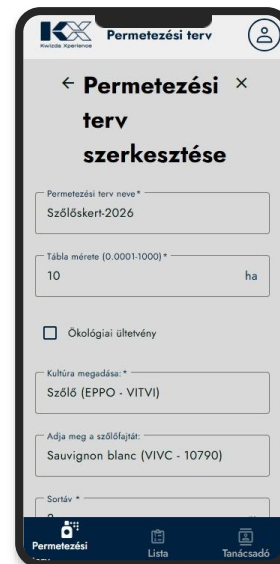 KX
Kwizda Xperience
Permetezési terv
← Permetezési ×
terv
szerkesztése
Permetezési terv neve*
Szőlőskert-2026
Tábla mérete (0.0001-1000) *
10 ha
Ökológiai ültetvény
Kultúra megadása: *
Szőlő (EPPO - VITVI)
Adja meg a szőlőfajtát:
Sauvignon blanc (VIVC - 10790)
Sortáv *
Permetezési
Lista
Tanácsadó